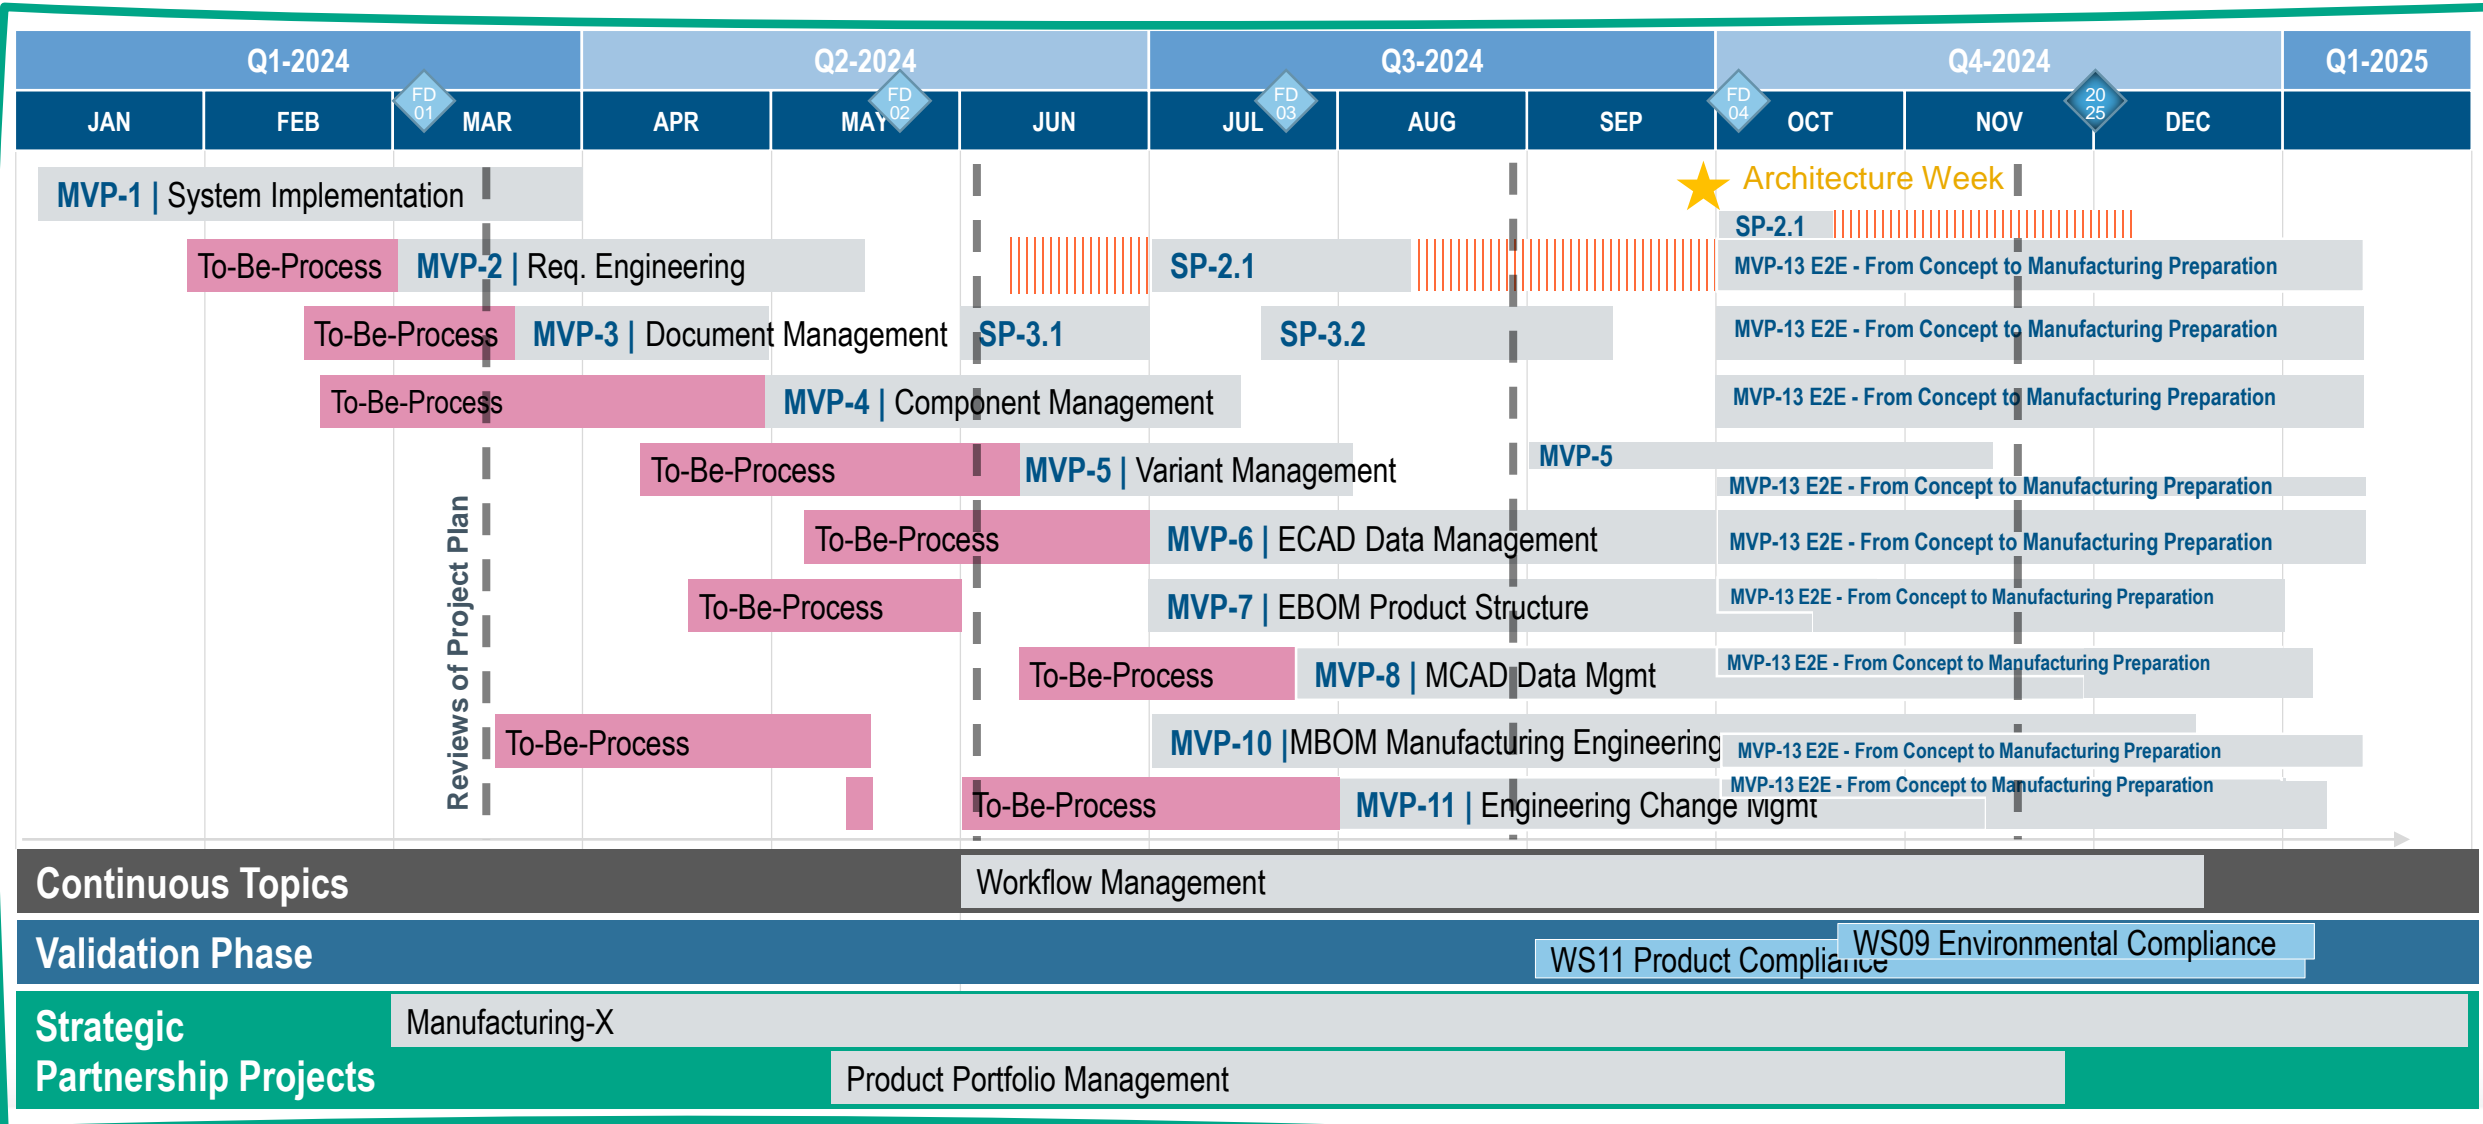 Q1-2024 Q2-2024 Q3-2024 Q4-2024 Q1-2025
FD 01
FD 02
FD 03
FD 04
20 25
JAN FEB MAR APR MAY JUN JUL AUG SEP OCT NOV DEC
Architecture Week
MVP-1 | System Implementation
SP-2.1
To-Be-Process MVP-2 | Req. Engineering SP-2.1 MVP-13 E2E - From Concept to Manufacturing Preparation
To-Be-Process MVP-3 | Document Management SP-3.1 SP-3.2 MVP-13 E2E - From Concept to Manufacturing Preparation
To-Be-Process MVP-4 | Component Management MVP-13 E2E - From Concept to Manufacturing Preparation
To-Be-Process MVP-5 | Variant Management MVP-5
MVP-13 E2E - From Concept to Manufacturing Preparation
To-Be-Process MVP-6 | ECAD Data Management MVP-13 E2E - From Concept to Manufacturing Preparation
To-Be-Process MVP-7 | EBOM Product Structure MVP-13 E2E - From Concept to Manufacturing Preparation
To-Be-Process MVP-8 | MCAD Data Mgmt MVP-13 E2E - From Concept to Manufacturing Preparation
To-Be-Process MVP-10 |MBOM Manufacturing Engineering MVP-13 E2E - From Concept to Manufacturing Preparation
To-Be-Process MVP-11 | Engineering Change Mgmt MVP-13 E2E - From Concept to Manufacturing Preparation
Reviews of Project Plan
Continuous Topics Workflow Management
Validation Phase WS11 Product Compliance WS09 Environmental Compliance
Strategic
Partnership Projects
Manufacturing-X
Product Portfolio Management